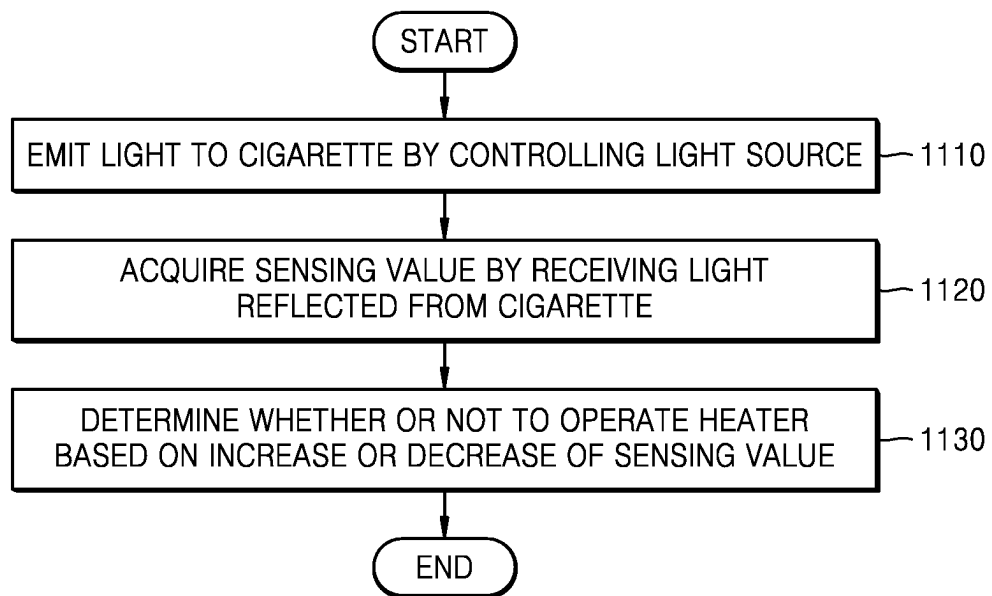 START
EMIT LIGHT TO CIGARETTE BY CONTROLLING LIGHT SOURCE
1110
ACQUIRE SENSING VALUE BY RECEIVING LIGHT
REFLECTED FROM CIGARETTE
1120
DETERMINE WHETHER OR NOT TO OPERATE HEATER
BASED ON INCREASE OR DECREASE OF SENSING VALUE
1130
END